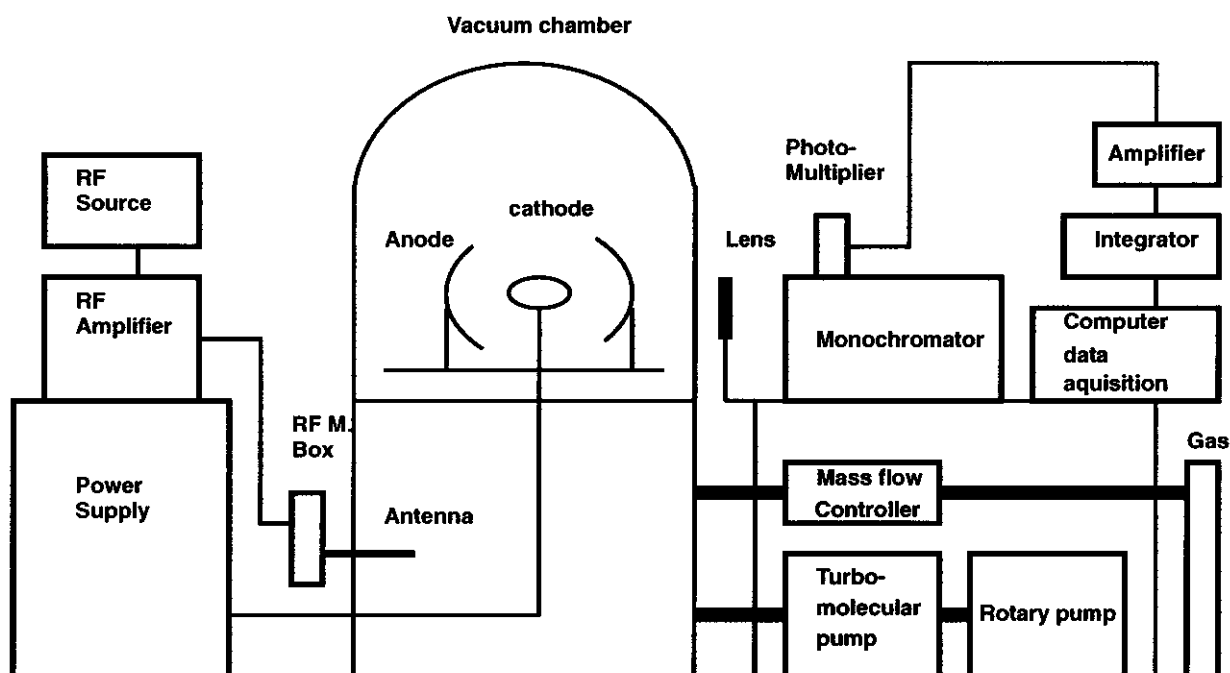 Vacuum chamber
RF
Source
RF
Amplifier
Power
Supply
RF M.
Box
Anode
cathode
Antenna
Lens
Photo-
Multiplier
Monochromator
Amplifier
Integrator
Computer
data
aquisition
Gas
Mass flow
Controller
Turbo-
molecular
pump
Rotary pump